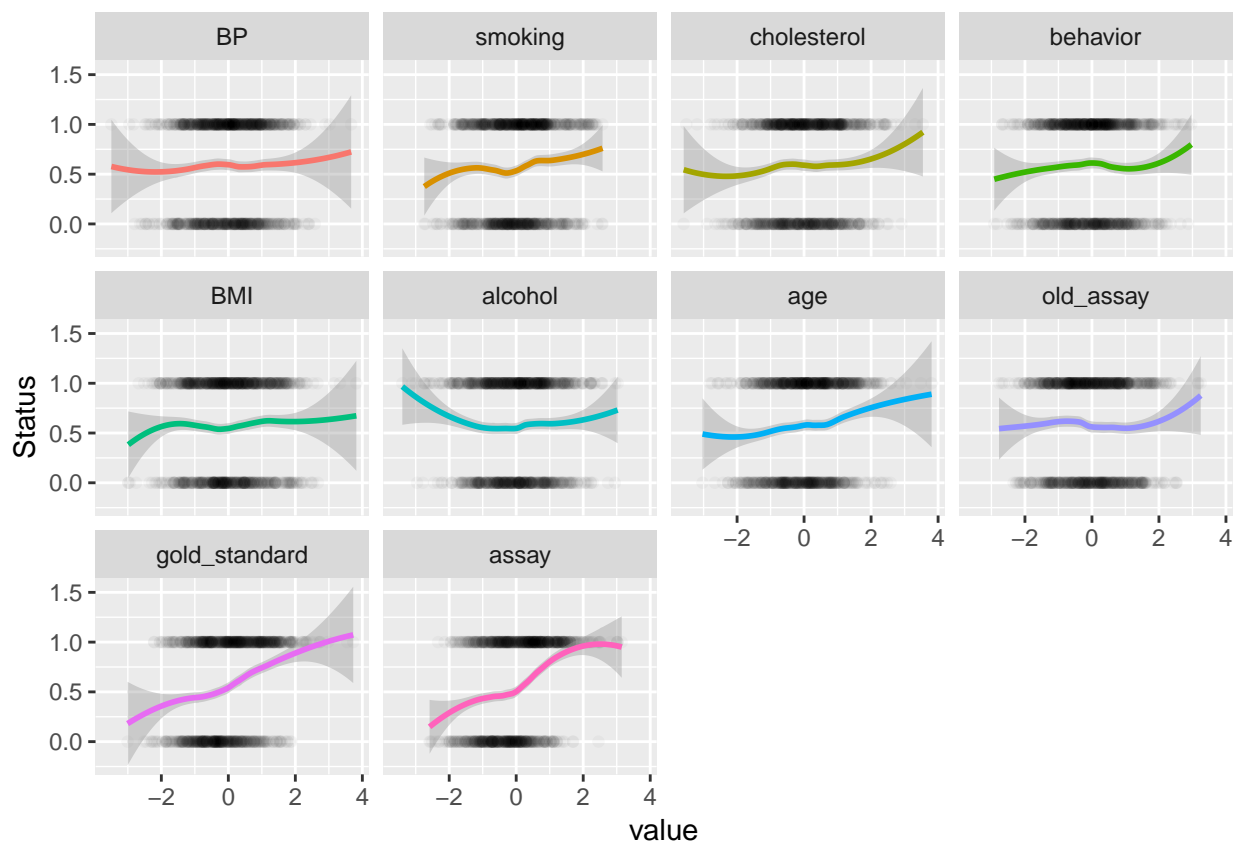 BP smoking cholesterol behavior
1.5
1.0
0.5
0.0
BMI alcohol age old_assay
1.5
1.0
0.5
0.0
−2 0 2 4 −2 0 2 4
gold_standard assay
1.5
1.0
0.5
0.0
−2 0 2 4 −2 0 2 4
value
Status